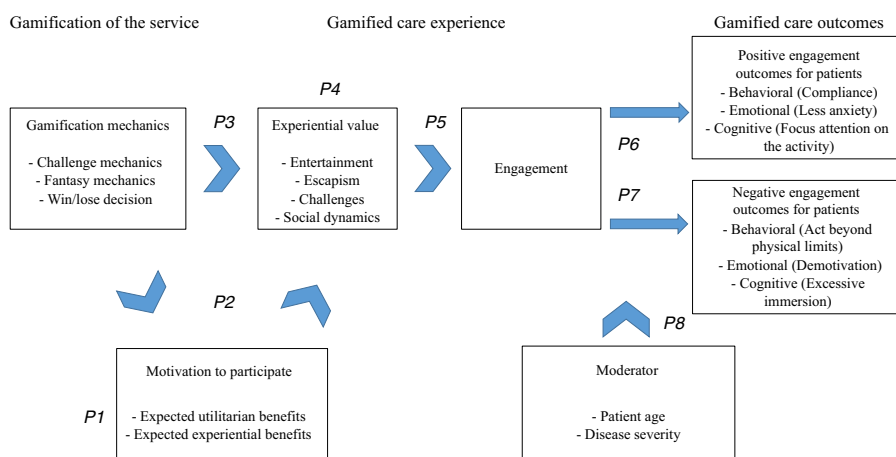 Gamification of the service
Gamified care experience
Gamified care outcomes
Gamification mechanics
- Challenge mechanics
- Fantasy mechanics
- Win/lose decision
P3
P4
Experiential value
- Entertainment
- Escapism
- Challenges
- Social dynamics
P5
Engagement
P6
Positive engagement
outcomes for patients
- Behavioral (Compliance)
- Emotional (Less anxiety)
- Cognitive (Focus attention on
the activity)
P7
Negative engagement
outcomes for patients
- Behavioral (Act beyond
physical limits)
- Emotional (Demotivation)
- Cognitive (Excessive
immersion)
P2
P8
P1
Motivation to participate
- Expected utilitarian benefits
- Expected experiential benefits
Moderator
- Patient age
- Disease severity